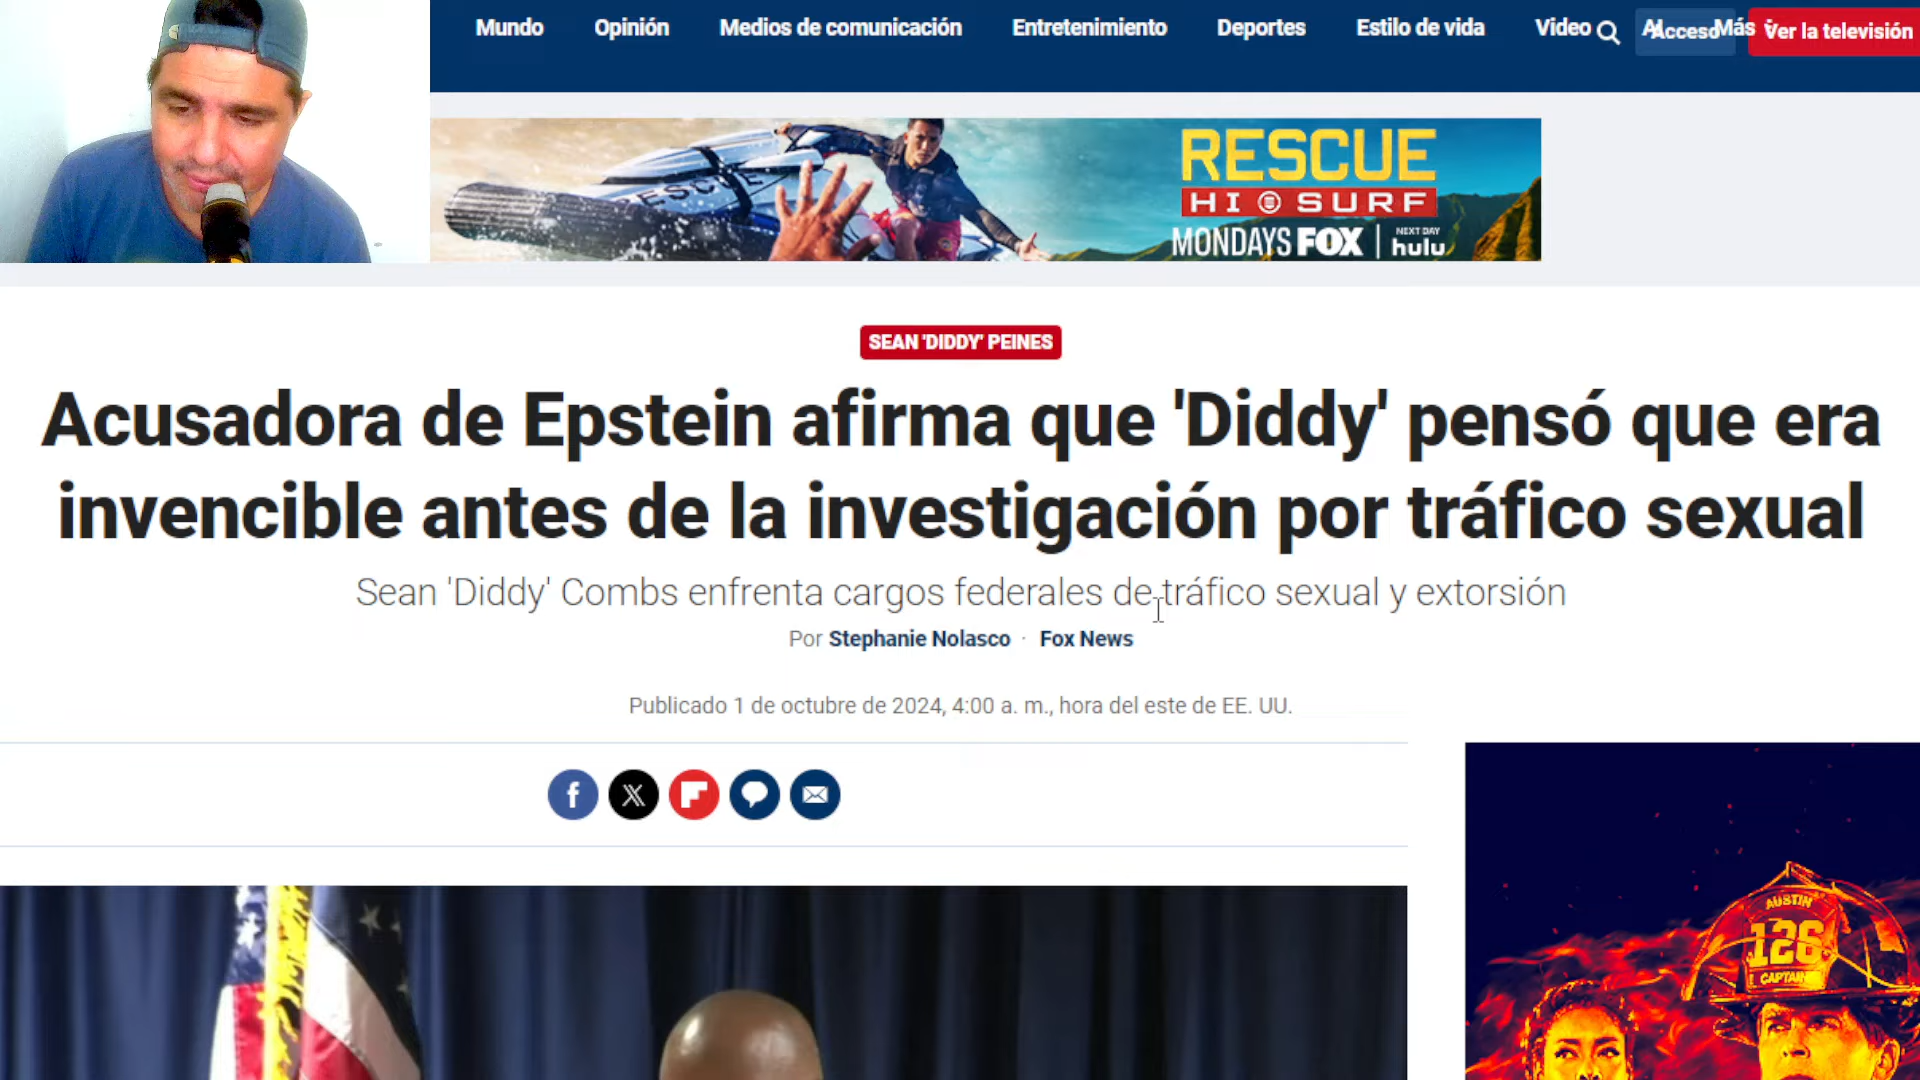 Mundo Opinión Medios de comunicación Entretenimiento Deportes Estilo de vida Video Acceso Más Ver la televisión
RESCUE
RESCUE
HI SURF
MONDAYS FOX | NEXT DAY hulu
SEAN 'DIDDY' PEINES
Acusadora de Epstein afirma que 'Diddy' pensó que era
invencible antes de la investigación por tráfico sexual
Sean 'Diddy' Combs enfrenta cargos federales de tráfico sexual y extorsión
Por Stephanie Nolasco · Fox News
Publicado 1 de octubre de 2024, 4:00 a. m., hora del este de EE. UU.
AUSTIN
126
CAPTAIN